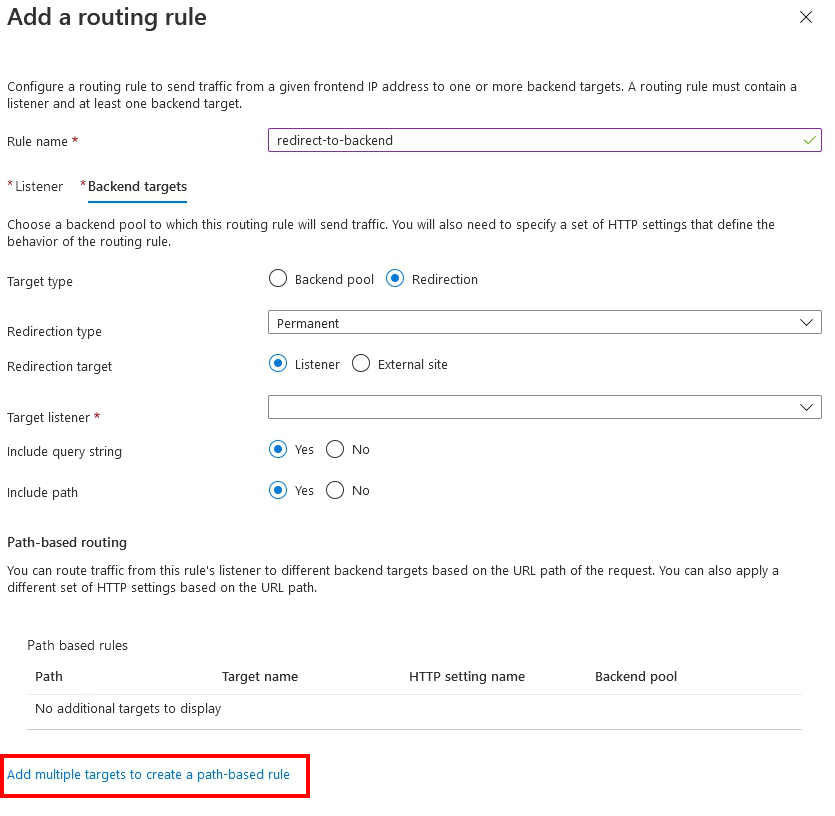 Add a routing rule
Configure a routing rule to send traffic from a given frontend IP address to one or more backend targets. A routing rule must contain a
listener and at least one backend target.
Rule name *
redirect-to-backend
* Listener * Backend targets
Choose a backend pool to which this routing rule will send traffic. You will also need to specify a set of HTTP settings that define the
behavior of the routing rule.
Target type Backend pool Redirection
Redirection type Permanent
Redirection target Listener External site
Target listener *
Include query string Yes No
Include path Yes No
Path-based routing
You can route traffic from this rule's listener to different backend targets based on the URL path of the request. You can also apply a
different set of HTTP settings based on the URL path.
Path based rules
Path Target name HTTP setting name Backend pool
No additional targets to display
Add multiple targets to create a path-based rule